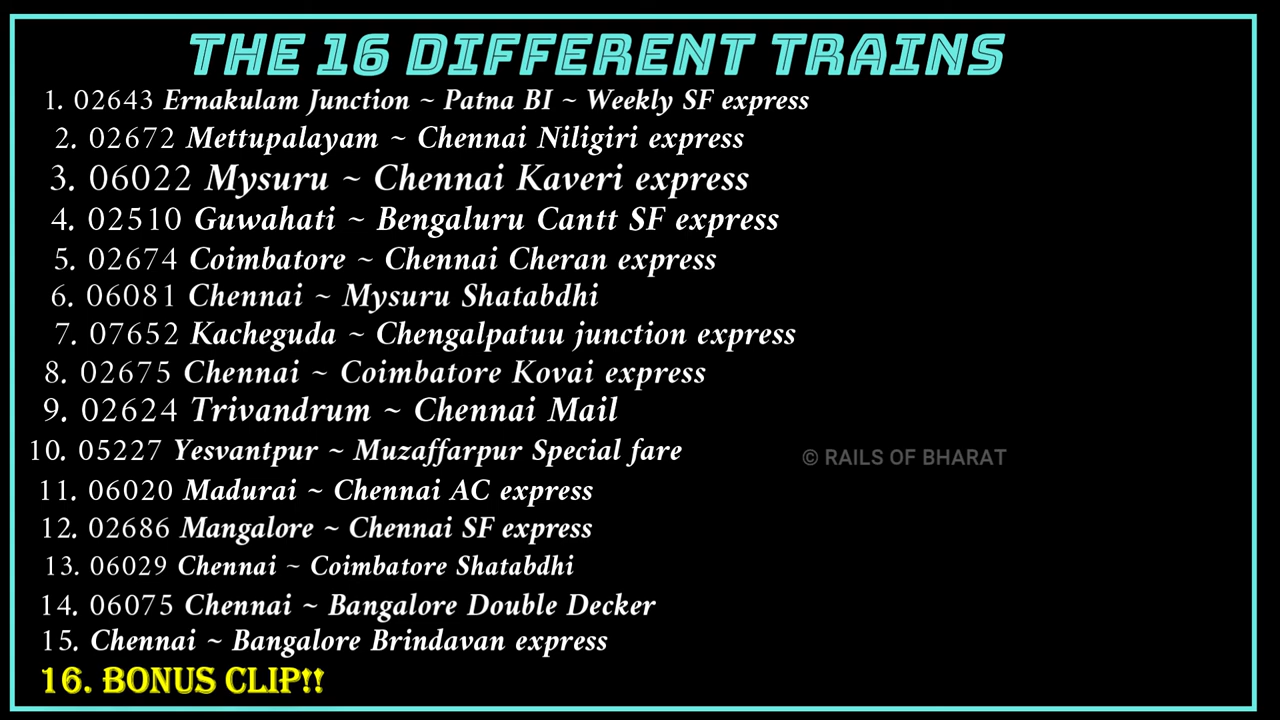 THE 16 DIFFERENT TRAINS
1. 02643 Ernakulam Junction ~ Patna BI ~ Weekly SF express
2. 02672 Mettupalayam ~ Chennai Niligiri express
3. 06022 Mysuru ~ Chennai Kaveri express
4. 02510 Guwahati ~ Bengaluru Cantt SF express
5. 02674 Coimbatore ~ Chennai Cheran express
6. 06081 Chennai ~ Mysuru Shatabdhi
7. 07652 Kacheguda ~ Chengalpatuu junction express
8. 02675 Chennai ~ Coimbatore Kovai express
9. 02624 Trivandrum ~ Chennai Mail
10. 05227 Yesvantpur ~ Muzaffarpur Special fare
© RAILS OF BHARAT
11. 06020 Madurai ~ Chennai AC express
12. 02686 Mangalore ~ Chennai SF express
13. 06029 Chennai ~ Coimbatore Shatabdhi
14. 06075 Chennai ~ Bangalore Double Decker
15. Chennai ~ Bangalore Brindavan express
16. BONUS CLIP!!